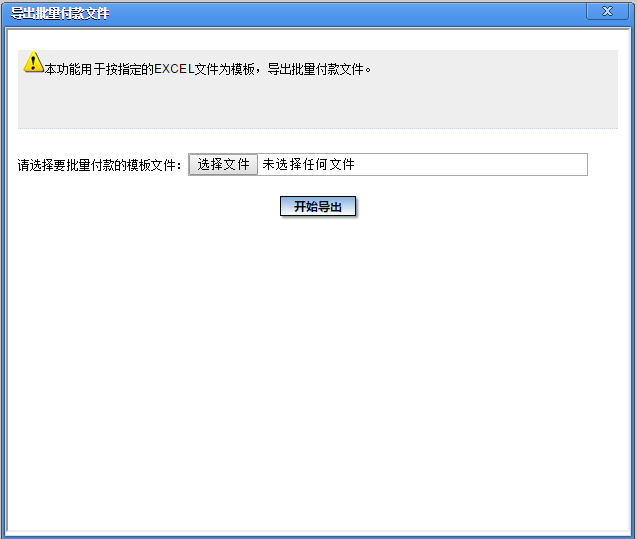 导出批量付款文件
本功能用于按指定的EXCEL文件为模板，导出批量付款文件。
请选择要批量付款的模板文件：选择文件 未选择任何文件
开始导出